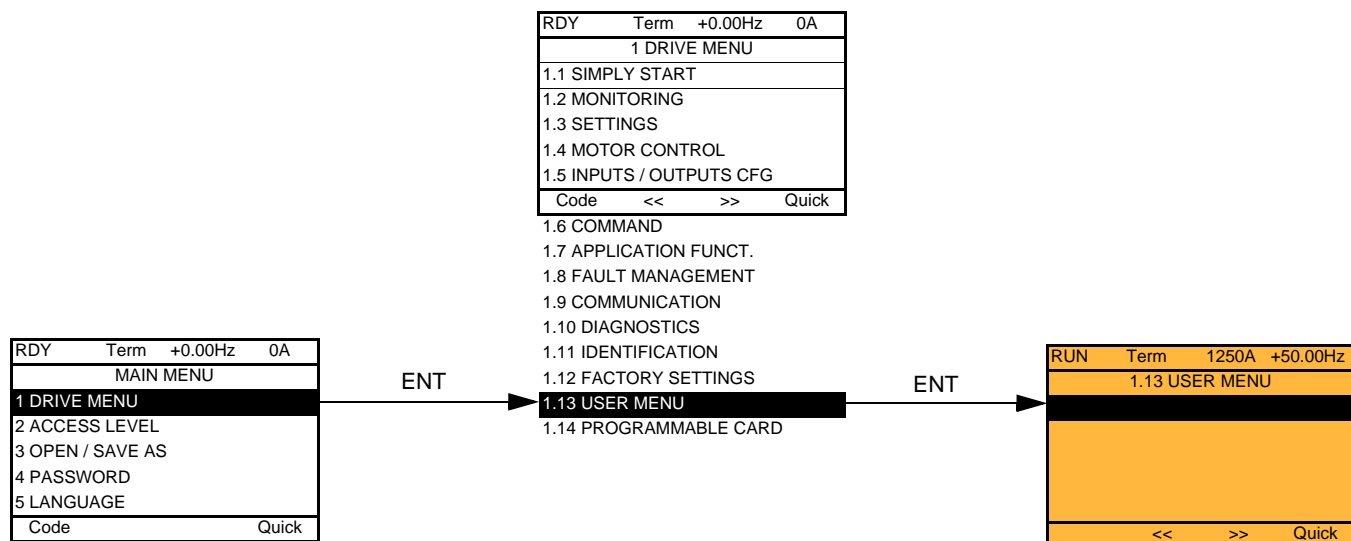 RDY Term +0.00Hz 0A
1 DRIVE MENU
1.1 SIMPLY START
1.2 MONITORING
1.3 SETTINGS
1.4 MOTOR CONTROL
1.5 INPUTS / OUTPUTS CFG
Code << >> Quick
1.6 COMMAND
1.7 APPLICATION FUNCT.
1.8 FAULT MANAGEMENT
1.9 COMMUNICATION
1.10 DIAGNOSTICS
1.11 IDENTIFICATION
1.12 FACTORY SETTINGS
1.13 USER MENU
1.14 PROGRAMMABLE CARD
RDY Term +0.00Hz 0A
MAIN MENU
1 DRIVE MENU
2 ACCESS LEVEL
3 OPEN / SAVE AS
4 PASSWORD
5 LANGUAGE
Code Quick
ENT
ENT
RUN Term 1250A +50.00Hz
1.13 USER MENU
<< >> Quick